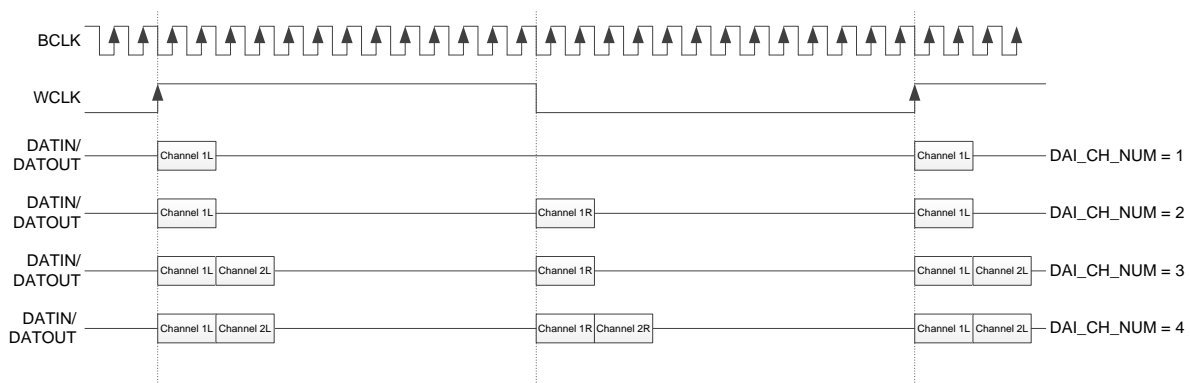 BCLK
WCLK
DATIN/
DATOUT
Channel 1L
Channel 1L
DAI_CH_NUM = 1
DATIN/
DATOUT
Channel 1L
Channel 1R
Channel 1L
DAI_CH_NUM = 2
DATIN/
DATOUT
Channel 1L
Channel 2L
Channel 1R
Channel 1L
Channel 2L
DAI_CH_NUM = 3
DATIN/
DATOUT
Channel 1L
Channel 2L
Channel 1R
Channel 2R
Channel 1L
Channel 2L
DAI_CH_NUM = 4